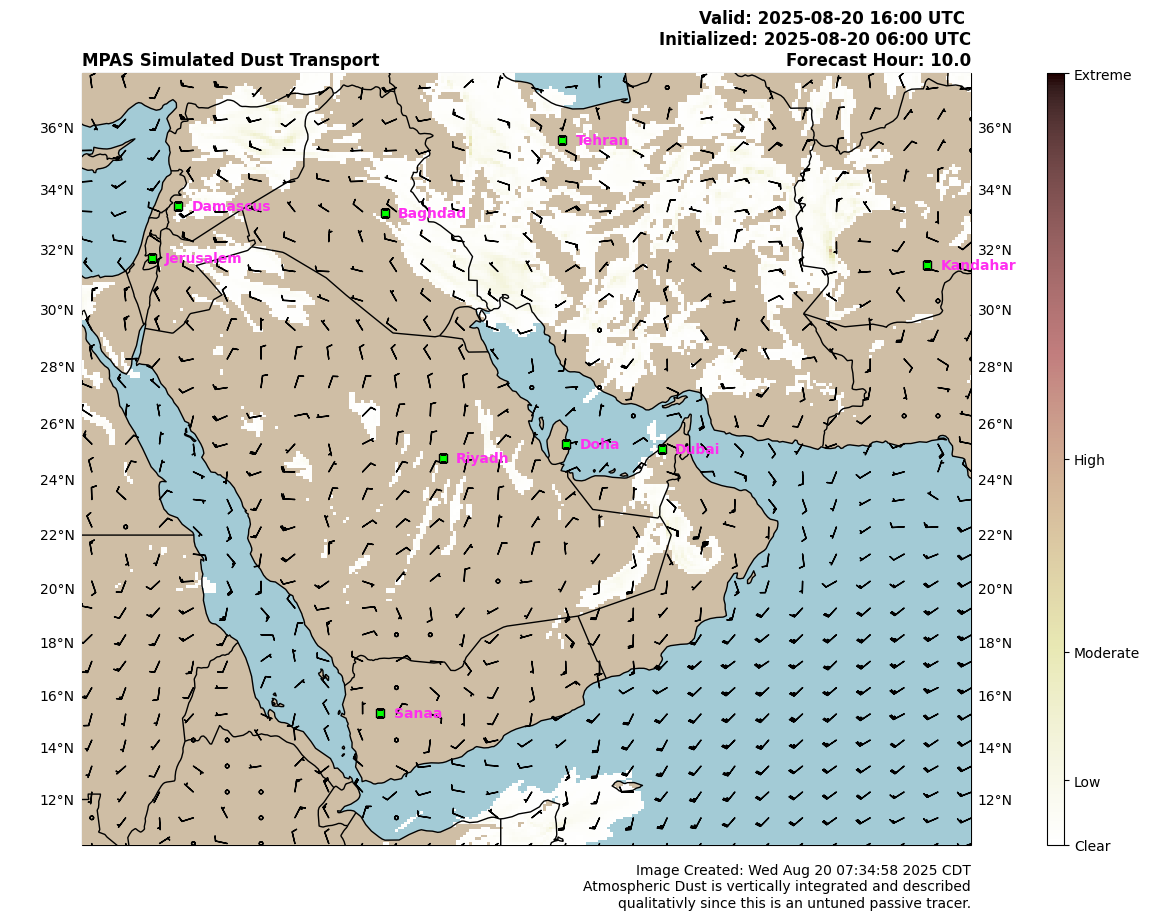 Valid: 2025-08-20 16:00 UTC
Initialized: 2025-08-20 06:00 UTC
MPAS Simulated Dust Transport Forecast Hour: 10.0
Extreme
36°N 36°N
Tehran
34°N 34°N
Damascus
Baghdad
32°N 32°N
Jerusalem
Kandahar
30°N 30°N
28°N 28°N
26°N 26°N
Doha
Dubai
Riyadh
High
24°N 24°N
22°N 22°N
20°N 20°N
18°N 18°N
Moderate
16°N 16°N
Sanaa
14°N 14°N
Low
12°N 12°N
Clear
Image Created: Wed Aug 20 07:34:58 2025 CDT
Atmospheric Dust is vertically integrated and described
qualitativly since this is an untuned passive tracer.